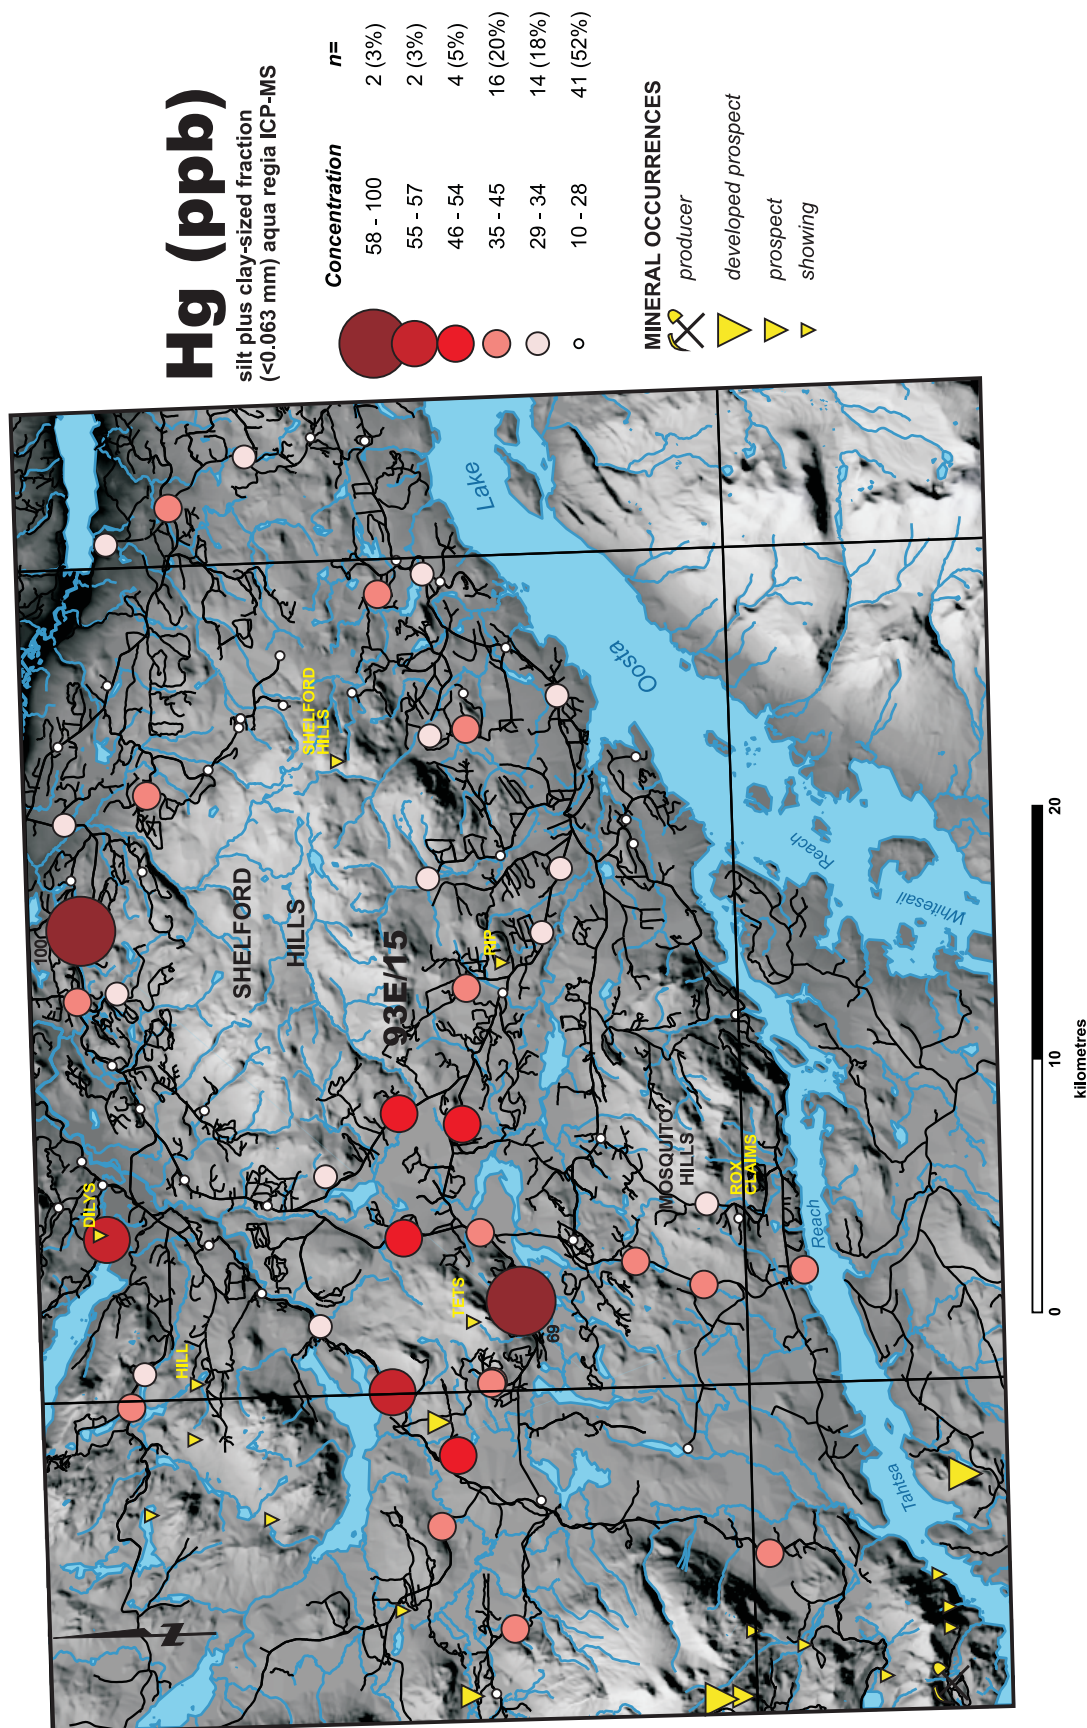 Hg (ppb)
silt plus clay-sized fraction
(<0.063 mm) aqua regia ICP-MS
Concentration n=
58 - 100 2 (3%)
55 - 57 2 (3%)
46 - 54 4 (5%)
35 - 45 16 (20%)
29 - 34 14 (18%)
10 - 28 41 (52%)
MINERAL OCCURRENCES
producer
developed prospect
prospect
showing
100
DILYS
HILL
SHELFORD
HILLS
SHELFORD
HILLS
93E/15
RIP
TETS
69
MOSQUITO
HILLS
ROX
CLAIMS
Oosta
Lake
Reach
Whitesail
Tahtsa
Reach
0 10 20
kilometres